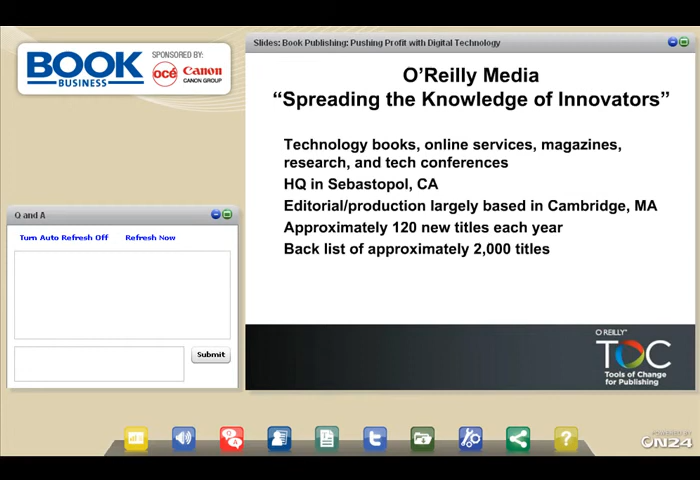 BOOK
BUSINESS
SPONSORED BY:
océ
Canon
CANON GROUP
Slides: Book Publishing: Pushing Profit with Digital Technology
O'Reilly Media
“Spreading the Knowledge of Innovators”
Technology books, online services, magazines,
research, and tech conferences
HQ in Sebastopol, CA
Editorial/production largely based in Cambridge, MA
Approximately 120 new titles each year
Back list of approximately 2,000 titles
O REILLY
TOC
Tools of Change
for Publishing
Q and A
Turn Auto Refresh Off
Refresh Now
Submit
Q
A
t
?
POWERED BY
ON24